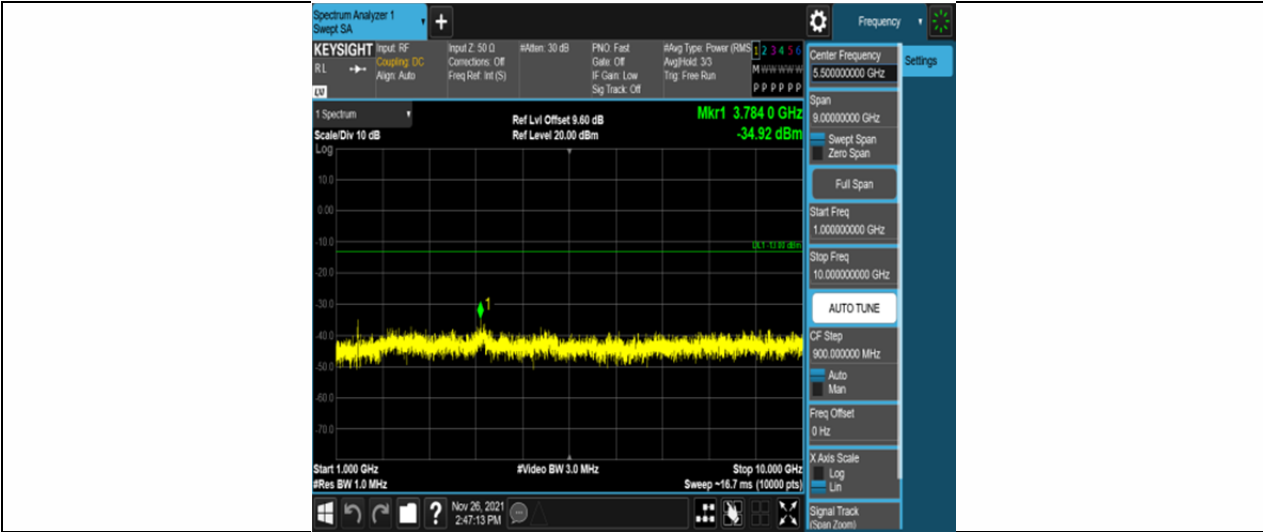 Spectrum Analyzer 1
Swept SA
+
Frequency
KEYSIGHT
RL
LV
Input: RF
Coupling: DC
Align: Auto
Input Z: 50 Ω
Corrections: Off
Freq Ref: Int (S)
#Atten: 30 dB
PNO: Fast
Gate: Off
IF Gain: Low
Sig Track: Off
#Avg Type: Power (RMS
Avg|Hold: 3/3
Trig: Free Run
1 2 3 4 5 6
M W W W W W
P P P P P P
1 Spectrum
Scale/Div 10 dB
Log
Ref Lvl Offset 9.60 dB
Ref Level 20.00 dBm
Mkr1 3.784 0 GHz
-34.92 dBm
10.0
0.00
-10.0
DL1 -13.00 dBm
-20.0
-30.0
1
-40.0
-50.0
-60.0
-70.0
Start 1.000 GHz
#Video BW 3.0 MHz
Stop 10.000 GHz
#Res BW 1.0 MHz
Sweep ~16.7 ms (10000 pts)
?
Nov 26, 2021
2:47:13 PM
Center Frequency
5.500000000 GHz
Settings
Span
9.00000000 GHz
Swept Span
Zero Span
Full Span
Start Freq
1.000000000 GHz
Stop Freq
10.000000000 GHz
AUTO TUNE
CF Step
900.000000 MHz
Auto
Man
Freq Offset
0 Hz
X Axis Scale
Log
Lin
Signal Track
(Span Zoom)